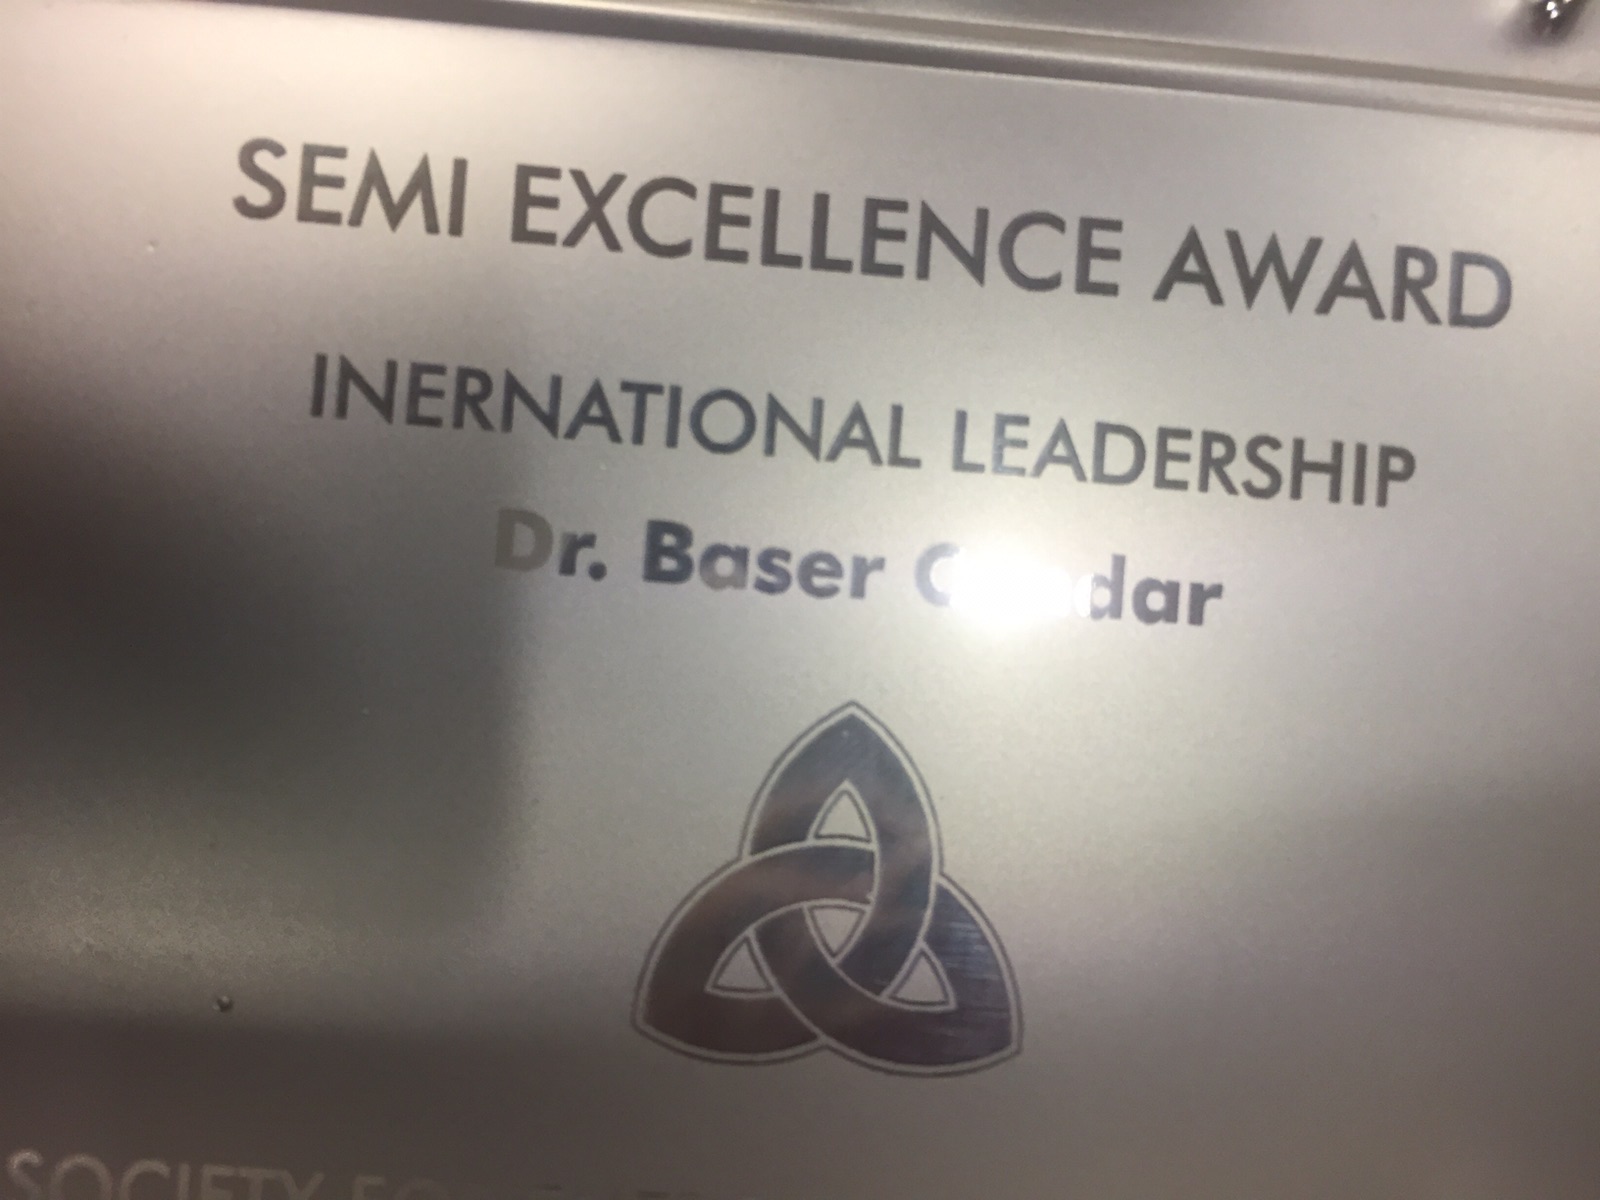 SEMI EXCELLENCE AWARD
INERNATIONAL LEADERSHIP
Dr. Baser
SOCIETY